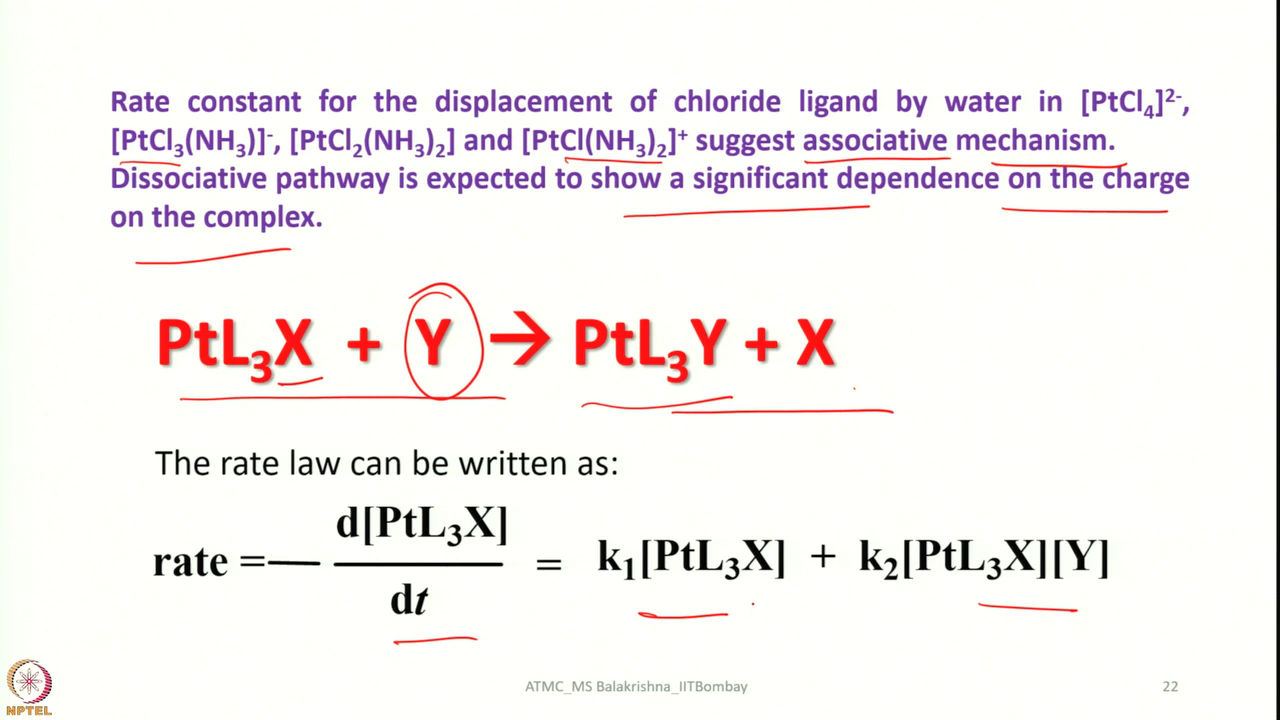 Rate constant for the displacement of chloride ligand by water in [PtCl₄]²⁻,
[PtCl₃(NH₃)]⁻, [PtCl₂(NH₃)₂] and [PtCl(NH₃)₂]⁺ suggest associative mechanism.
Dissociative pathway is expected to show a significant dependence on the charge
on the complex.
PtL₃X + Y → PtL₃Y + X
The rate law can be written as:
rate = — d[PtL₃X] / dt = k₁[PtL₃X] + k₂[PtL₃X][Y]
NPTEL
ATMC_MS Balakrishna_IITBombay
22